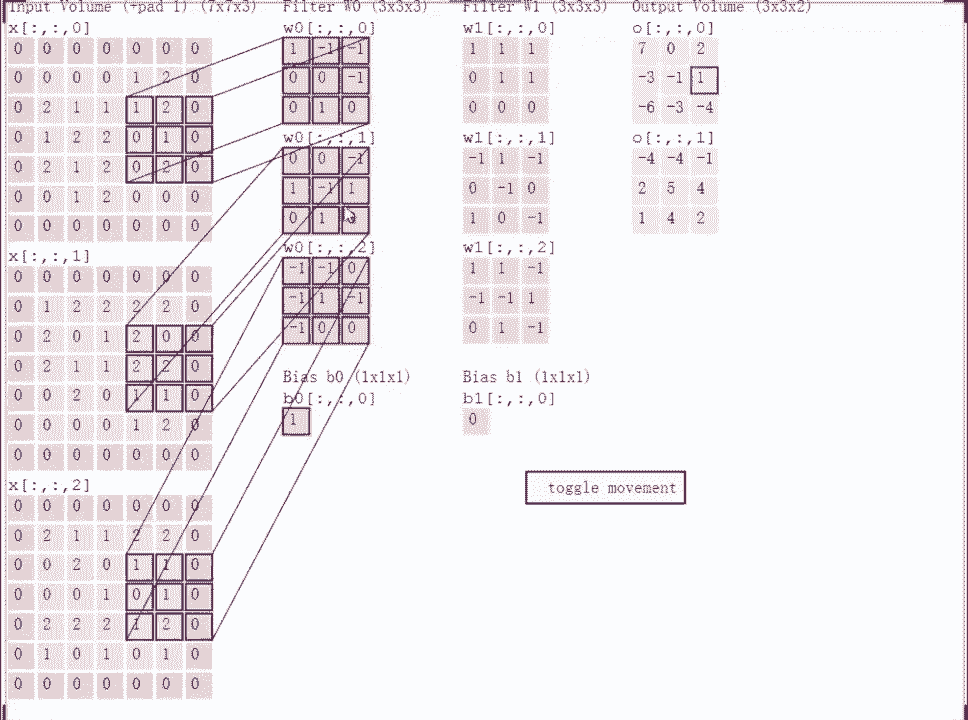 Input Volume (+pad 1) (7x7x3) Filter W0 (3x3x3) Filter W1 (3x3x3) Output Volume (3x3x2)
x[:,:,0] w0[:,:,0] w1[:,:,0] o[:,:,0]
0 0 0 0 0 0 0 1 -1 -1 1 1 1 7 0 2
0 0 0 0 1 2 0 0 0 -1 0 1 1 -3 -1 1
0 2 1 1 1 2 0 0 1 0 0 0 0 -6 -3 -4
0 1 2 2 0 1 0 w0[:,:,1] w1[:,:,1] o[:,:,1]
0 2 1 2 0 2 0 0 0 -1 -1 1 -1 -4 -4 -1
0 0 1 2 0 0 0 1 -1 1 0 -1 0 2 5 4
0 0 0 0 0 0 0 0 1 1 0 -1 1 4 2
x[:,:,1] w0[:,:,2] w1[:,:,2]
0 0 0 0 0 0 0 -1 -1 0 1 1 -1
0 1 2 2 2 2 0 -1 1 -1 -1 -1 1
0 2 0 1 2 0 0 -1 0 0 0 1 -1
0 2 1 1 2 2 0 Bias b0 (1x1x1) Bias b1 (1x1x1)
0 0 2 0 1 1 0 b0[:,:,0] b1[:,:,0]
0 0 0 0 1 2 0 1 0
0 0 0 0 0 0 0
x[:,:,2] toggle movement
0 0 0 0 0 0 0
0 2 1 1 2 2 0
0 0 2 0 1 1 0
0 0 0 1 0 1 0
0 2 2 2 1 2 0
0 1 0 1 0 1 0
0 0 0 0 0 0 0